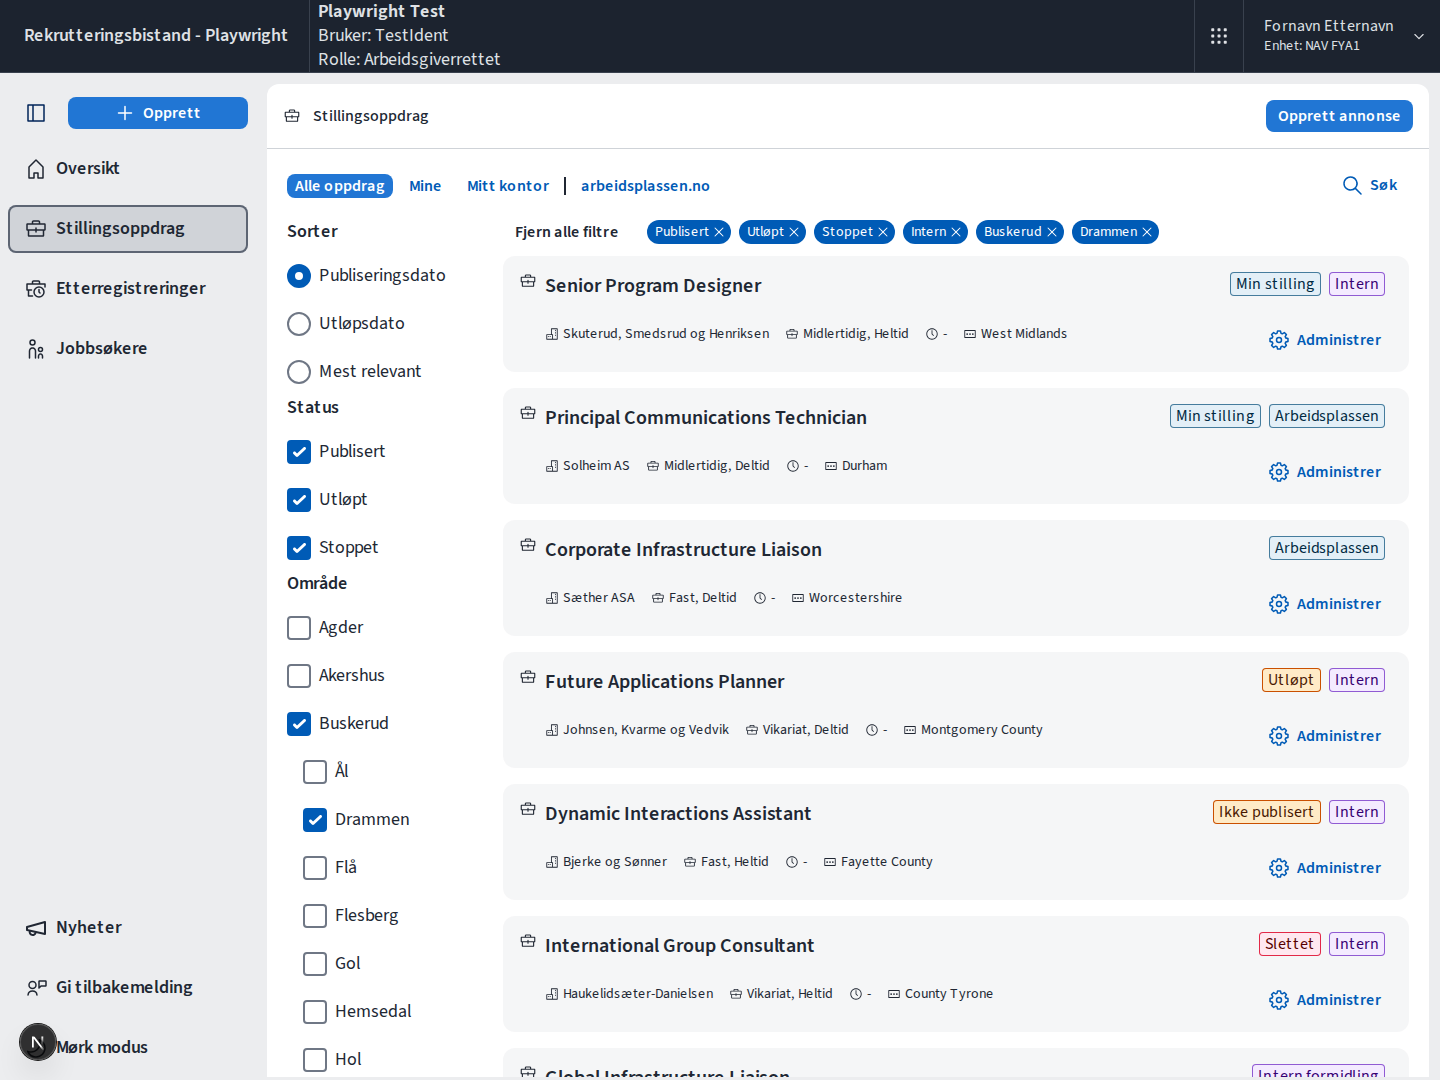 Rekrutteringsbistand - Playwright
Playwright Test
Bruker: TestIdent
Rolle: Arbeidsgiverrettet
Fornavn Etternavn
Enhet: NAV FYA1
Opprett
Oversikt
Stillingsoppdrag
Etterregistreringer
Jobbsøkere
Nyheter
Gi tilbakemelding
N
Mørk modus
Stillingsoppdrag
Opprett annonse
Alle oppdrag
Mine
Mitt kontor
arbeidsplassen.no
Søk
Sorter
Publiseringsdato
Utløpsdato
Mest relevant
Status
Publisert
Utløpt
Stoppet
Område
Agder
Akershus
Buskerud
Ål
Drammen
Flå
Flesberg
Gol
Hemsedal
Hol
Fjern alle filtre
Publisert
Utløpt
Stoppet
Intern
Buskerud
Drammen
Senior Program Designer
Min stilling
Intern
Skuterud, Smedsrud og Henriksen
Midlertidig, Heltid
-
West Midlands
Administrer
Principal Communications Technician
Min stilling
Arbeidsplassen
Solheim AS
Midlertidig, Deltid
-
Durham
Administrer
Corporate Infrastructure Liaison
Arbeidsplassen
Sæther ASA
Fast, Deltid
-
Worcestershire
Administrer
Future Applications Planner
Utløpt
Intern
Johnsen, Kvarme og Vedvik
Vikariat, Deltid
-
Montgomery County
Administrer
Dynamic Interactions Assistant
Ikke publisert
Intern
Bjerke og Sønner
Fast, Heltid
-
Fayette County
Administrer
International Group Consultant
Slettet
Intern
Haukelidsæter-Danielsen
Vikariat, Heltid
-
County Tyrone
Administrer
Global Infrastructure Liaison
Intern formidling